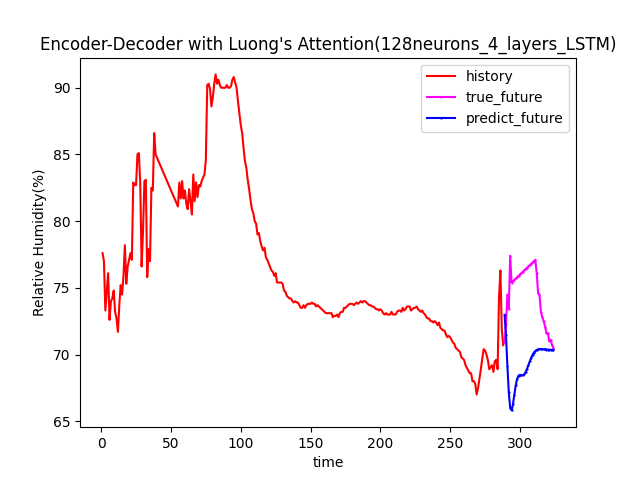 Encoder-Decoder with Luong's Attention(128neurons_4_layers_LSTM)
history
true_future
predict_future
90
85
80
75
70
65
Relative Humidity(%)
0 50 100 150 200 250 300
time